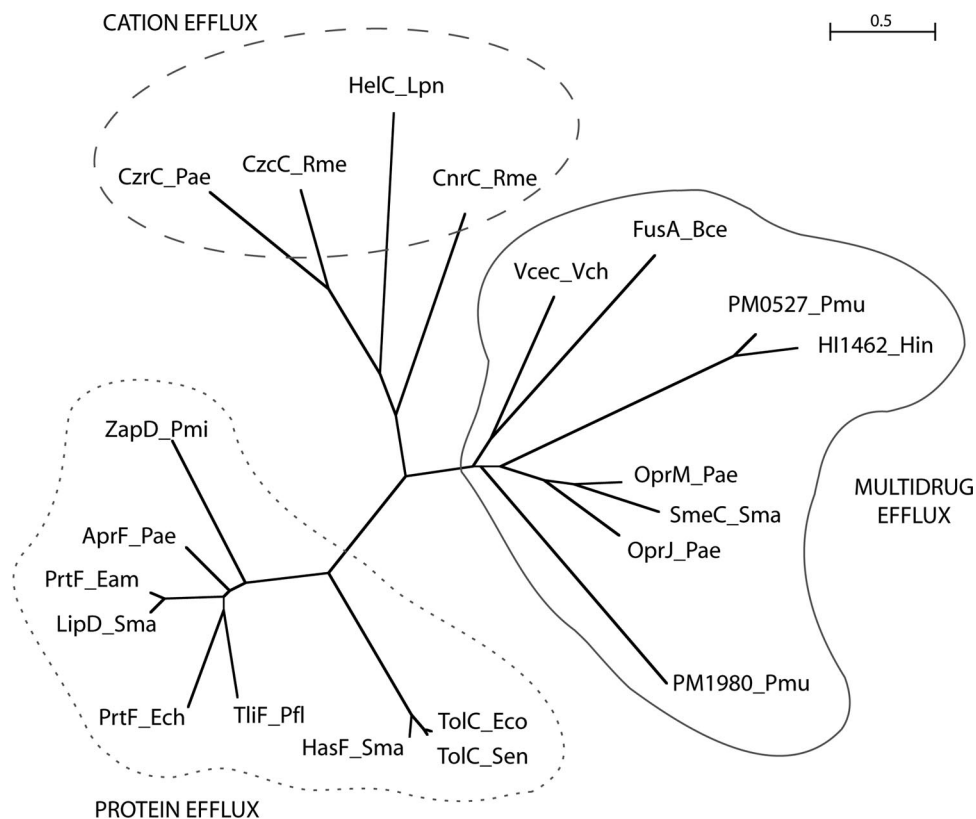 CATION EFFLUX
0.5
HelC_Lpn
CzcC_Rme
CzrC_Pae
CnrC_Rme
FusA_Bce
Vcec_Vch
PM0527_Pmu
HI1462_Hin
ZapD_Pmi
OprM_Pae
MULTIDRUG
EFFLUX
SmeC_Sma
AprF_Pae
OprJ_Pae
PrtF_Eam
LipD_Sma
PM1980_Pmu
PrtF_Ech
TliF_Pfl
TolC_Eco
HasF_Sma
TolC_Sen
PROTEIN EFFLUX